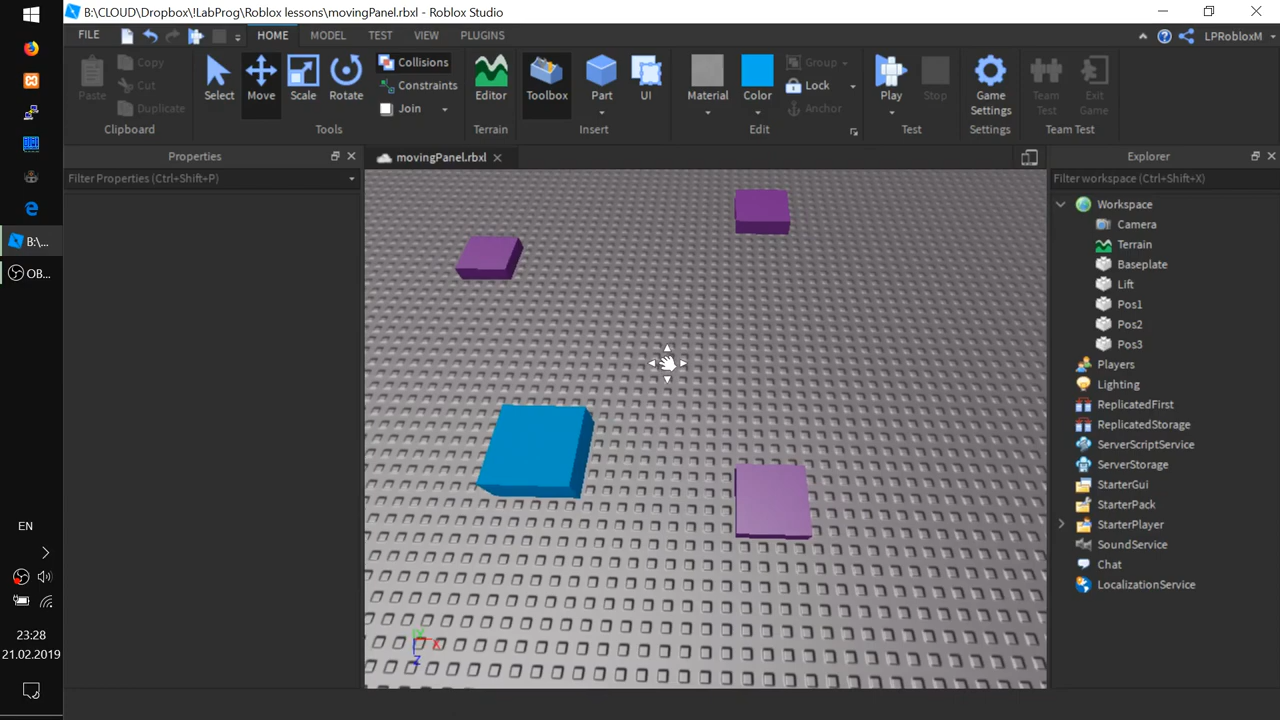 B:\CLOUD\Dropbox\!LabProg\Roblox lessons\movingPanel.rbxl - Roblox Studio
FILE HOME MODEL TEST VIEW PLUGINS LPRobloxM
Paste Copy Cut Duplicate
Clipboard
Select Move Scale Rotate
Collisions
Constraints
Join
Tools
Editor
Terrain
Toolbox Part UI
Insert
Material Color
Group
Lock
Anchor
Edit
Play Stop
Test
Game Settings
Settings
Team Test
Exit Game
Team Test
Properties
Filter Properties (Ctrl+Shift+P)
movingPanel.rbxl
Explorer
Filter workspace (Ctrl+Shift+X)
Workspace
Camera
Terrain
Baseplate
Lift
Pos1
Pos2
Pos3
Players
Lighting
ReplicatedFirst
ReplicatedStorage
ServerScriptService
ServerStorage
StarterGui
StarterPack
StarterPlayer
SoundService
Chat
LocalizationService
B:\...
OB...
EN
23:28
21.02.2019
Y
X
Z